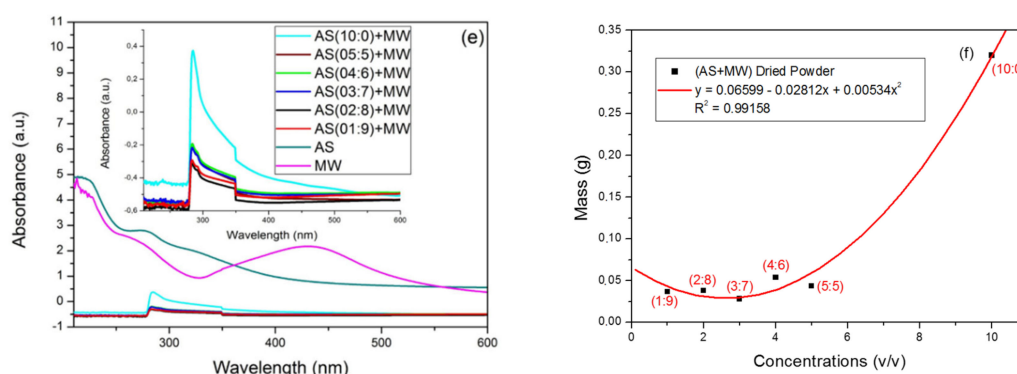 (e)
Absorbance (a.u.)
11
10
9
8
7
6
5
4
3
2
1
0
-1
300
400
500
600
Wavelength (nm)
Absorbance (a.u.)
0,4
0,2
0,0
-0,2
-0,4
-0,6
300
400
500
600
Wavelength (nm)
AS(10:0)+MW
AS(05:5)+MW
AS(04:6)+MW
AS(03:7)+MW
AS(02:8)+MW
AS(01:9)+MW
AS
MW
(f)
Mass (g)
0,35
0,30
0,25
0,20
0,15
0,10
0,05
0,00
0
2
4
6
8
10
Concentrations (v/v)
(AS+MW) Dried Powder
y = 0.06599 - 0.02812x + 0.00534x²
R² = 0.99158
(10:0
(1:9)
(2:8)
(3:7)
(4:6)
(5:5)